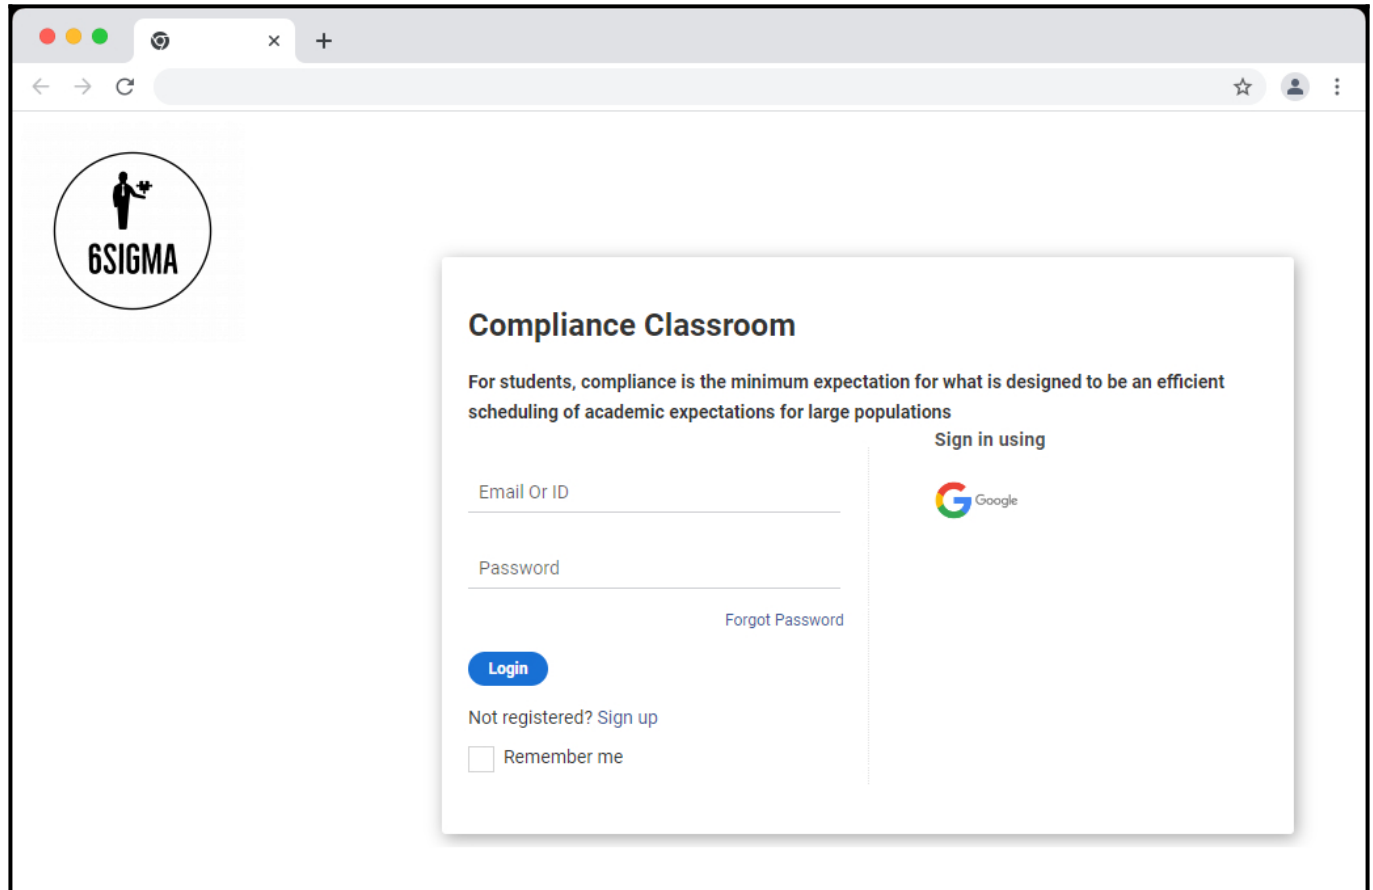 6SIGMA
Compliance Classroom
For students, compliance is the minimum expectation for what is designed to be an efficient
scheduling of academic expectations for large populations
Sign in using
Email Or ID
Google
Password
Forgot Password
Login
Not registered? Sign up
Remember me